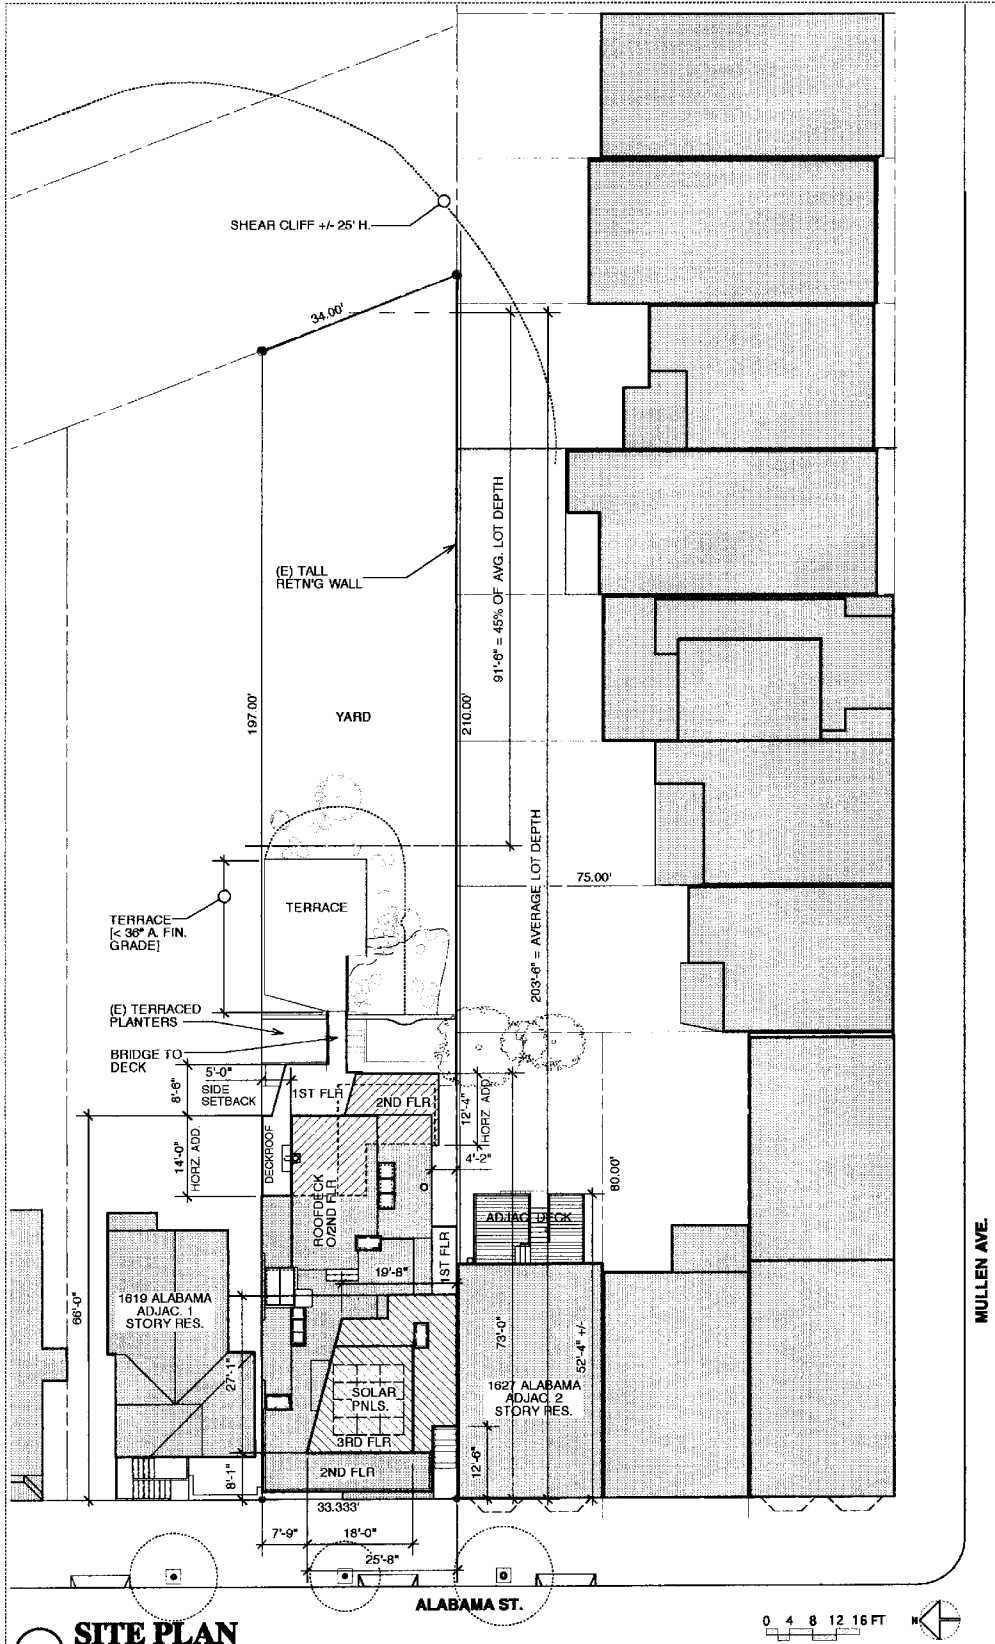 SHEAR CLIFF +/- 25' H.
34.00'
(E) TALL
RETN'G WALL
91'-6" = 45% OF AVG. LOT DEPTH
197.00'
YARD
210.00'
203'-6" = AVERAGE LOT DEPTH
75.00'
TERRACE
TERRACE
[< 36" A. FIN.
GRADE]
(E) TERRACED
PLANTERS
BRIDGE TO
DECK
5'-0"
SIDE
SETBACK
8'-6"
1ST FLR
2ND FLR
12'-4"
HORZ. ADD.
14'-0"
HORZ. ADD.
DECKROOF
4'-2"
80.00'
ROOFDECK
O/2ND FLR
ADJAC. DECK
1ST FLR
19'-8"
66'-0"
1619 ALABAMA
ADJAC. 1
STORY RES.
27'-1"
73'-0"
52'-4" +/-
SOLAR
PNLS.
1627 ALABAMA
ADJAC. 2
STORY RES.
3RD FLR
2ND FLR
8'-1"
12'-6"
33.333'
7'-9"
18'-0"
25'-8"
MULLEN AVE.
ALABAMA ST.
SITE PLAN
0 4 8 12 16 FT
N